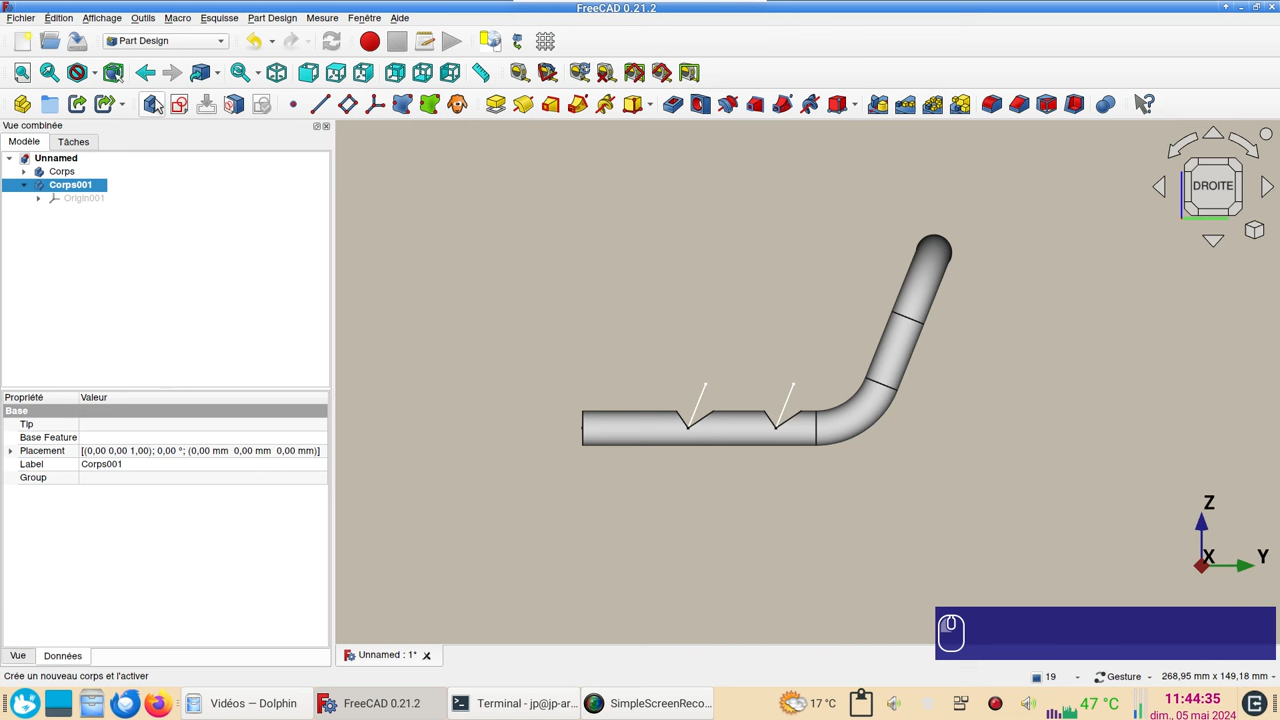 FreeCAD 0.21.2
Fichier Édition Affichage Outils Macro Esquisse Part Design Mesure Fenêtre Aide
Part Design
Vue combinée
Modèle Tâches
Unnamed
Corps
Corps001
Origin001
DROITE
Propriété Valeur
Base
Tip
Base Feature
Placement [(0,00 0,00 1,00); 0,00 °; (0,00 mm 0,00 mm 0,00 mm)]
Label Corps001
Group
Z
X Y
Vue Données
Unnamed : 1*
Créer un nouveau corps et l'activer
19 Gesture 268,95 mm x 149,18 mm
Vidéos — Dolphin FreeCAD 0.21.2 Terminal - jp@jp-ar... SimpleScreenReco... 17 °C 47 °C 11:44:35
dim., 05 mai 2024